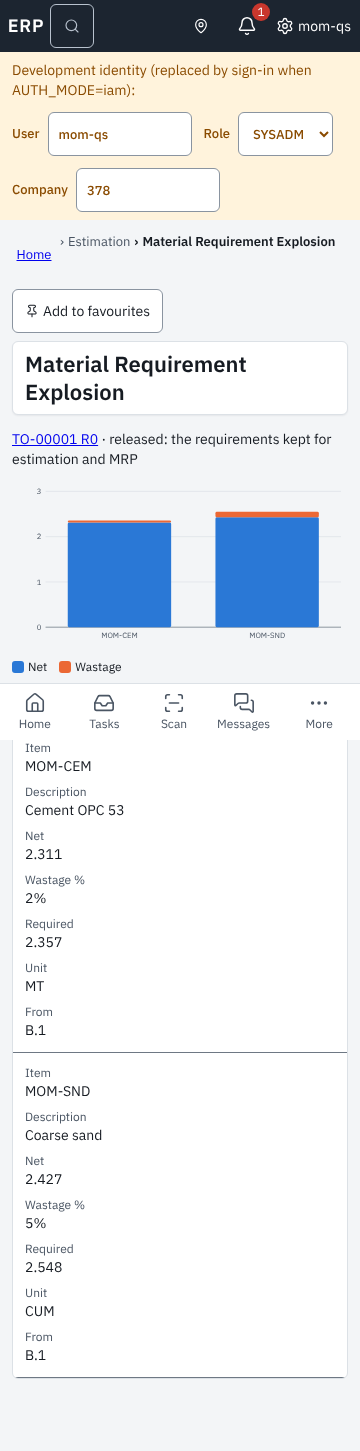 ERP
1
mom-qs
Development identity (replaced by sign-in when
AUTH_MODE=iam):
User mom-qs Role SYSADM
Company 378
Home › Estimation › Material Requirement Explosion
Add to favourites
Material Requirement
Explosion
TO-00001 R0 · released: the requirements kept for
estimation and MRP
3
2
1
0
MOM-CEM MOM-SND
Net Wastage
Home Tasks Scan Messages More
Item
MOM-CEM
Description
Cement OPC 53
Net
2.311
Wastage %
2%
Required
2.357
Unit
MT
From
B.1
Item
MOM-SND
Description
Coarse sand
Net
2.427
Wastage %
5%
Required
2.548
Unit
CUM
From
B.1